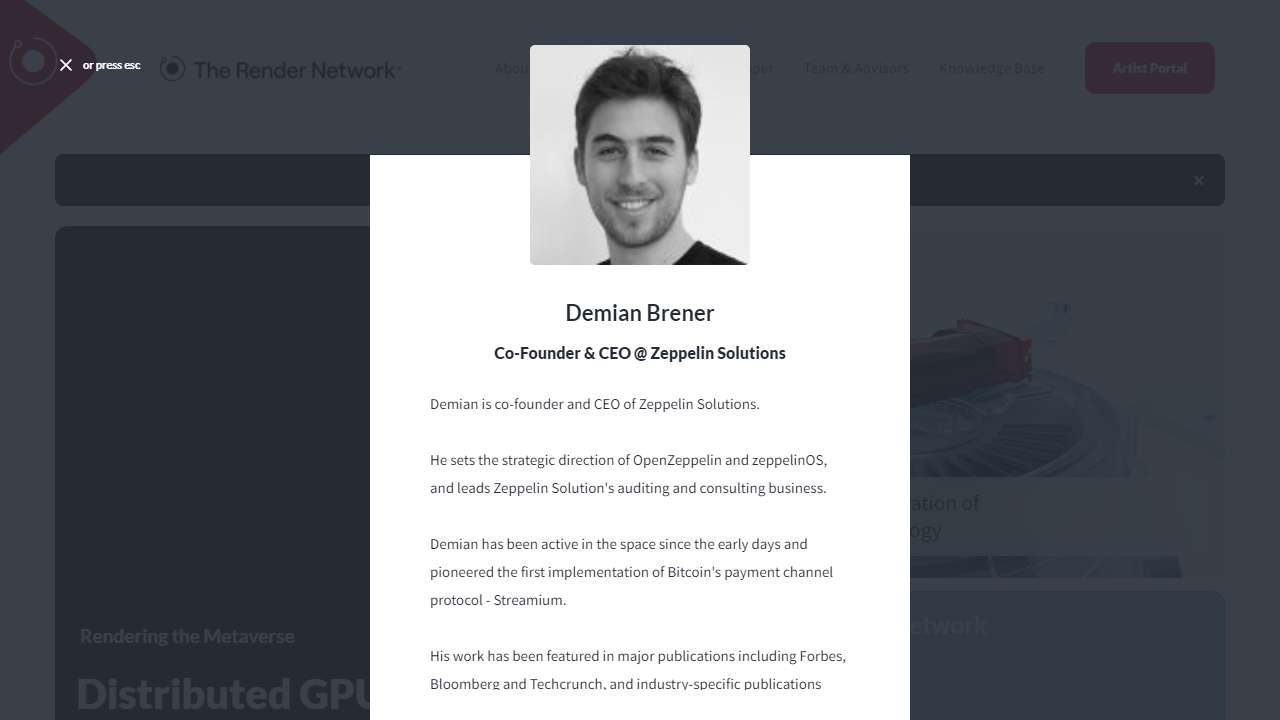 or press esc
The Render Network
Abou
per
Team & Advisors
Knowledge Base
Artist Portal
Demian Brener
Co-Founder & CEO @ Zeppelin Solutions
Demian is co-founder and CEO of Zeppelin Solutions.
He sets the strategic direction of OpenZeppelin and zeppelinOS,
and leads Zeppelin Solution's auditing and consulting business.
Demian has been active in the space since the early days and
pioneered the first implementation of Bitcoin's payment channel
protocol - Streamium.
His work has been featured in major publications including Forbes,
Bloomberg and Techcrunch, and industry-specific publications
Rendering the Metaverse
Distributed GPU
ation of
ogy
etwork